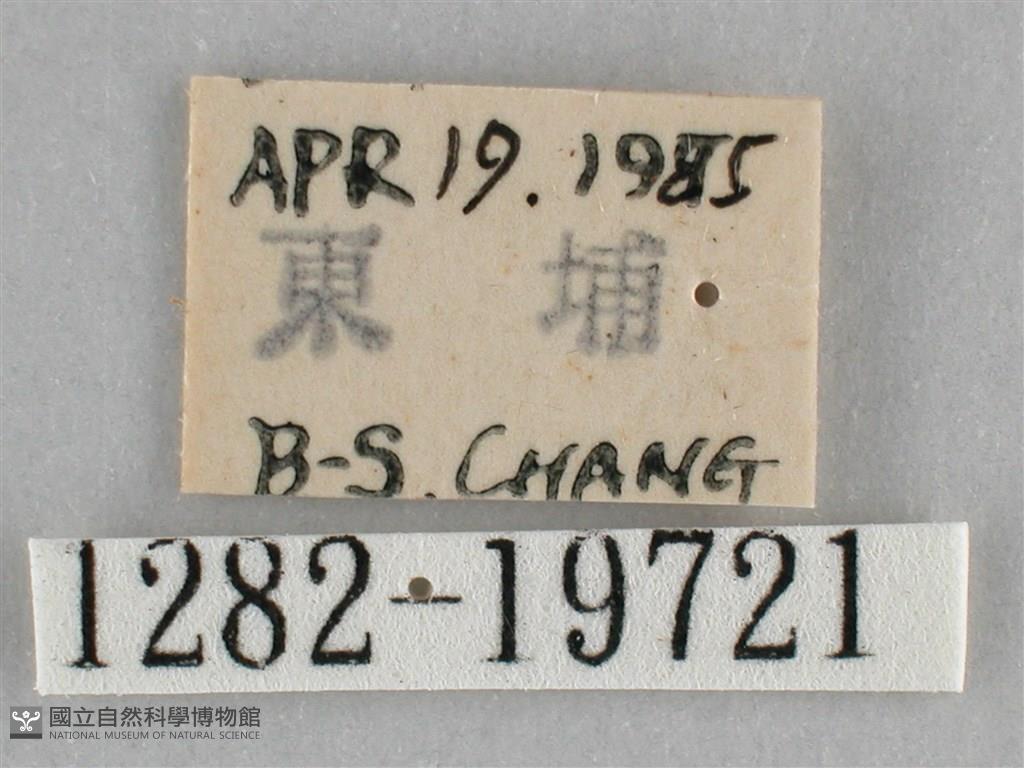 APR 19. 1985
東 埔
B-S. CHANG
1282-19721
國立自然科學博物館
NATIONAL MUSEUM OF NATURAL SCIENCE